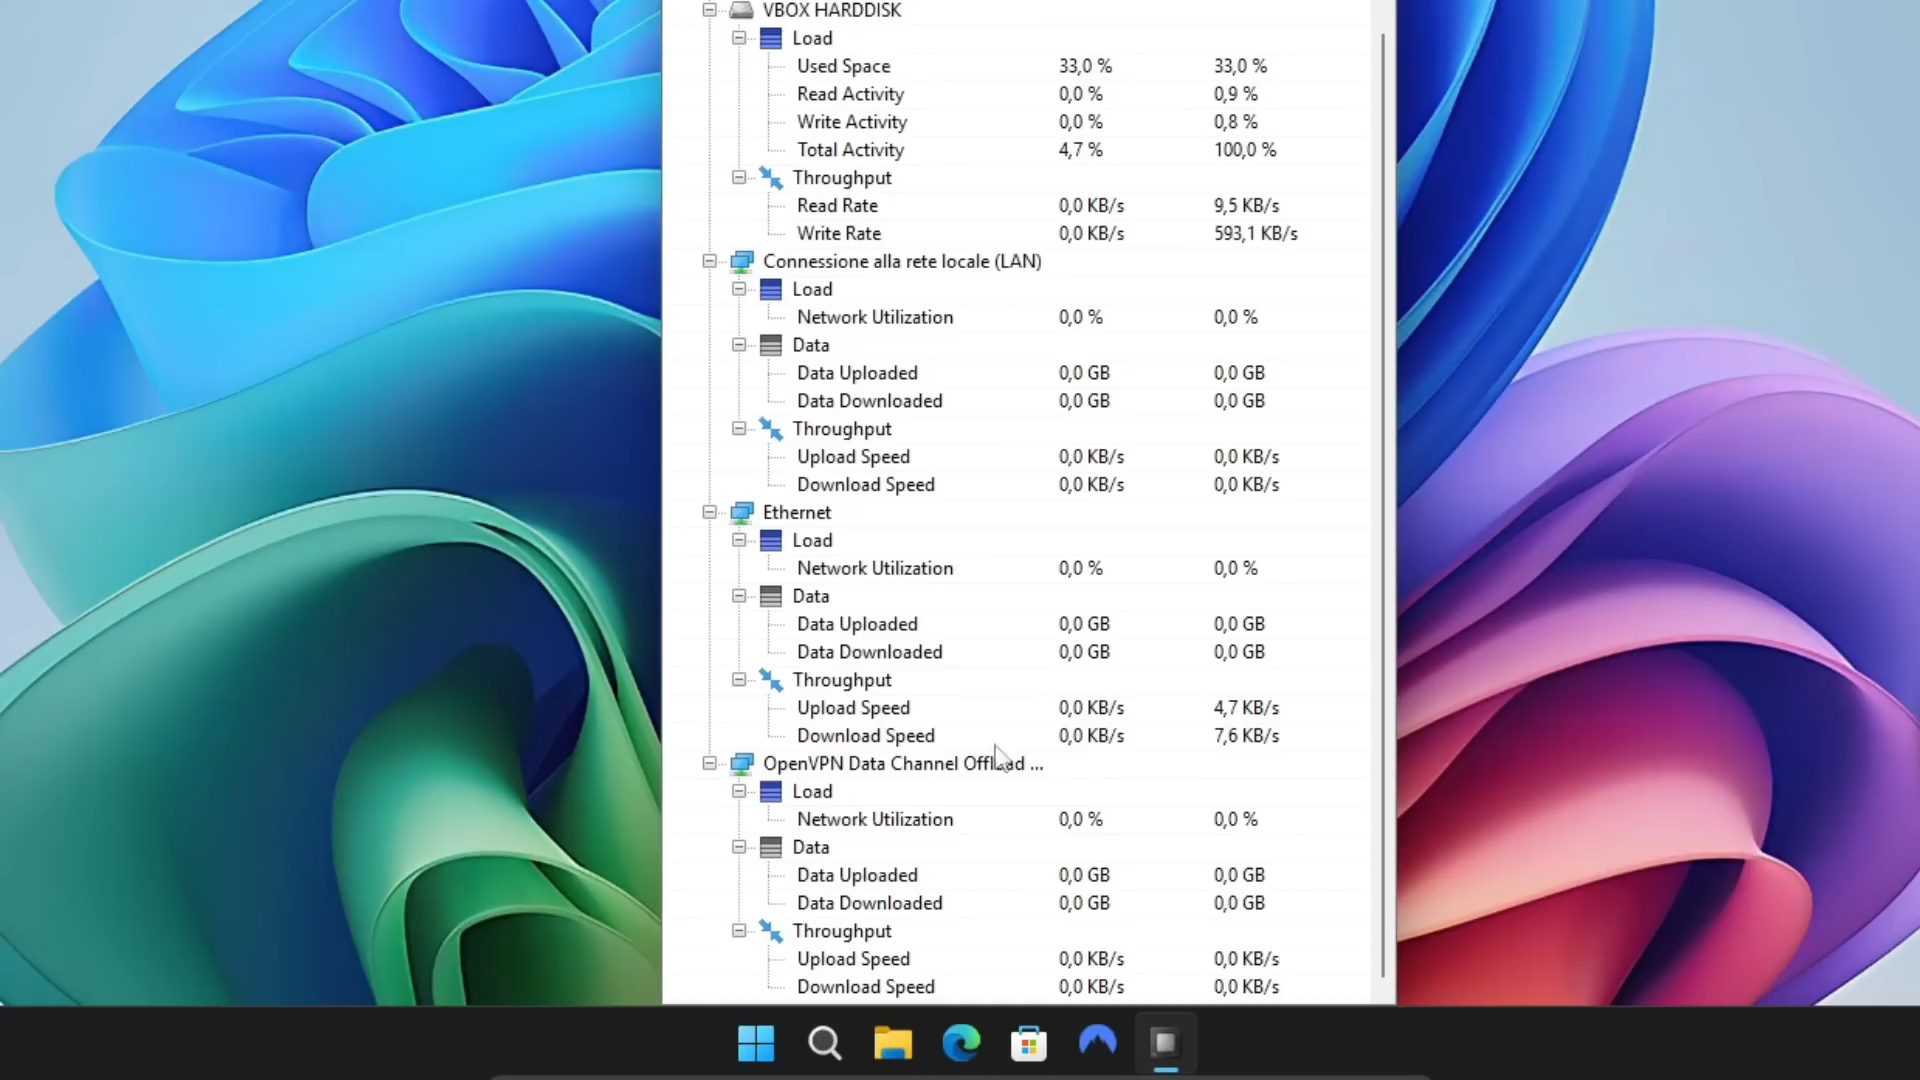 VBOX HARDDISK
Load
Used Space 33,0 % 33,0 %
Read Activity 0,0 % 0,9 %
Write Activity 0,0 % 0,8 %
Total Activity 4,7 % 100,0 %
Throughput
Read Rate 0,0 KB/s 9,5 KB/s
Write Rate 0,0 KB/s 593,1 KB/s
Connessione alla rete locale (LAN)
Load
Network Utilization 0,0 % 0,0 %
Data
Data Uploaded 0,0 GB 0,0 GB
Data Downloaded 0,0 GB 0,0 GB
Throughput
Upload Speed 0,0 KB/s 0,0 KB/s
Download Speed 0,0 KB/s 0,0 KB/s
Ethernet
Load
Network Utilization 0,0 % 0,0 %
Data
Data Uploaded 0,0 GB 0,0 GB
Data Downloaded 0,0 GB 0,0 GB
Throughput
Upload Speed 0,0 KB/s 4,7 KB/s
Download Speed 0,0 KB/s 7,6 KB/s
OpenVPN Data Channel Offload ...
Load
Network Utilization 0,0 % 0,0 %
Data
Data Uploaded 0,0 GB 0,0 GB
Data Downloaded 0,0 GB 0,0 GB
Throughput
Upload Speed 0,0 KB/s 0,0 KB/s
Download Speed 0,0 KB/s 0,0 KB/s